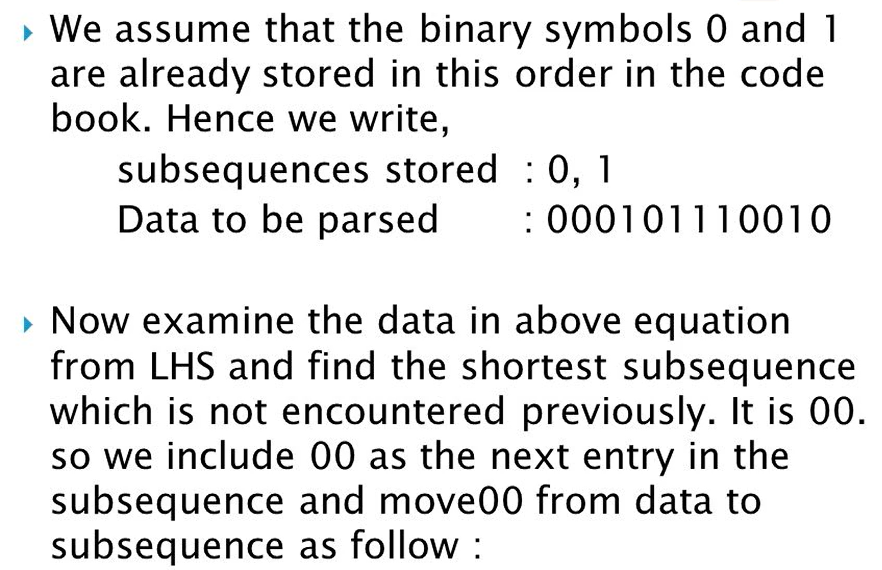 We assume that the binary symbols 0 and 1
are already stored in this order in the code
book. Hence we write,
subsequences stored : 0, 1
Data to be parsed : 000101110010
Now examine the data in above equation
from LHS and find the shortest subsequence
which is not encountered previously. It is 00.
so we include 00 as the next entry in the
subsequence and move00 from data to
subsequence as follow :